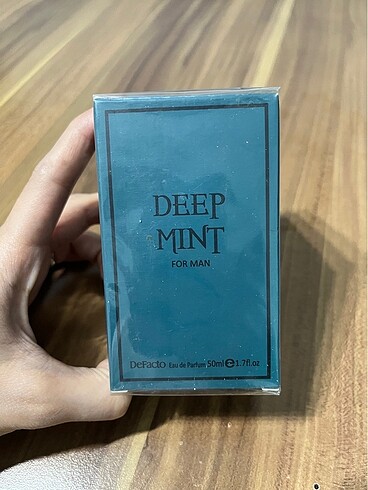 DEEP
MINT
FOR MAN
DeFacto Eau de Parfum 50ml ℮ 1.7fl.oz